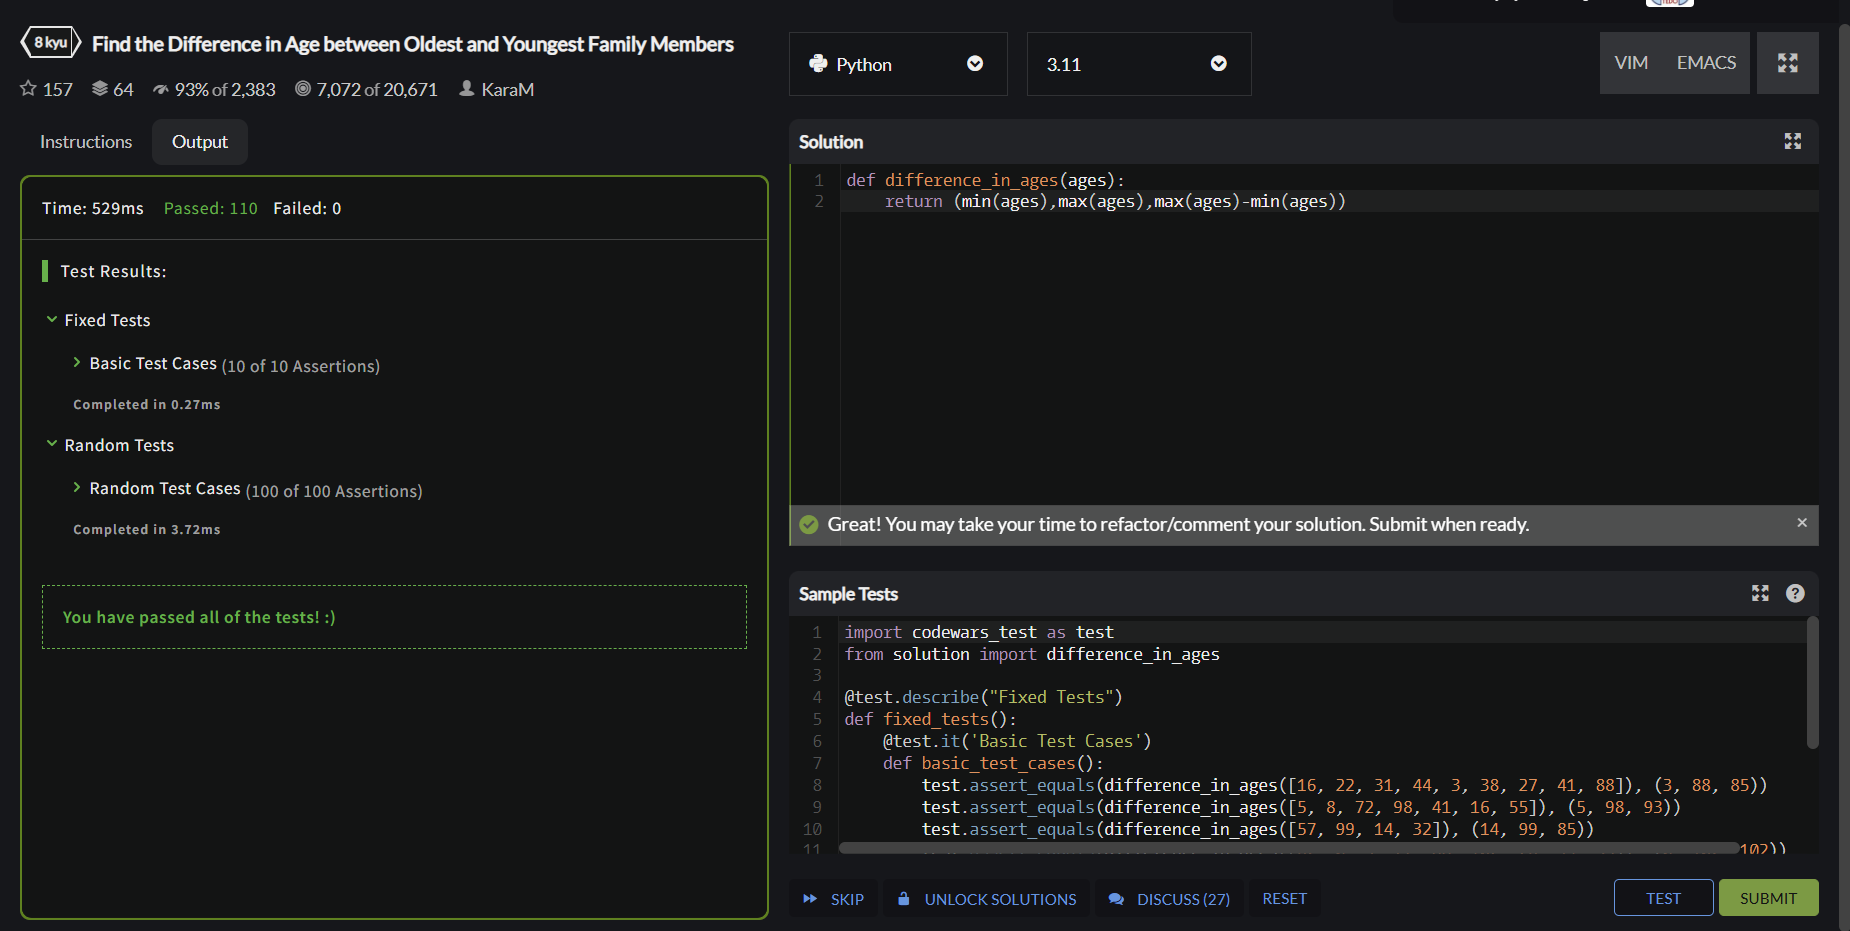 8 kyu Find the Difference in Age between Oldest and Youngest Family Members
157 64 93% of 2,383 7,072 of 20,671 KaraM
Instructions Output
Time: 529ms Passed: 110 Failed: 0
Test Results:
Fixed Tests
Basic Test Cases (10 of 10 Assertions)
Completed in 0.27ms
Random Tests
Random Test Cases (100 of 100 Assertions)
Completed in 3.72ms
You have passed all of the tests! :)
Python 3.11 VIM EMACS
Solution
1 def difference_in_ages(ages):
2 return (min(ages),max(ages),max(ages)-min(ages))
Great! You may take your time to refactor/comment your solution. Submit when ready.
Sample Tests
1 import codewars_test as test
2 from solution import difference_in_ages
3
4 @test.describe("Fixed Tests")
5 def fixed_tests():
6 @test.it('Basic Test Cases')
7 def basic_test_cases():
8 test.assert_equals(difference_in_ages([16, 22, 31, 44, 3, 38, 27, 41, 88]), (3, 88, 85))
9 test.assert_equals(difference_in_ages([5, 8, 72, 98, 41, 16, 55]), (5, 98, 93))
10 test.assert_equals(difference_in_ages([57, 99, 14, 32]), (14, 99, 85))
11 102))
SKIP UNLOCK SOLUTIONS DISCUSS (27) RESET TEST SUBMIT